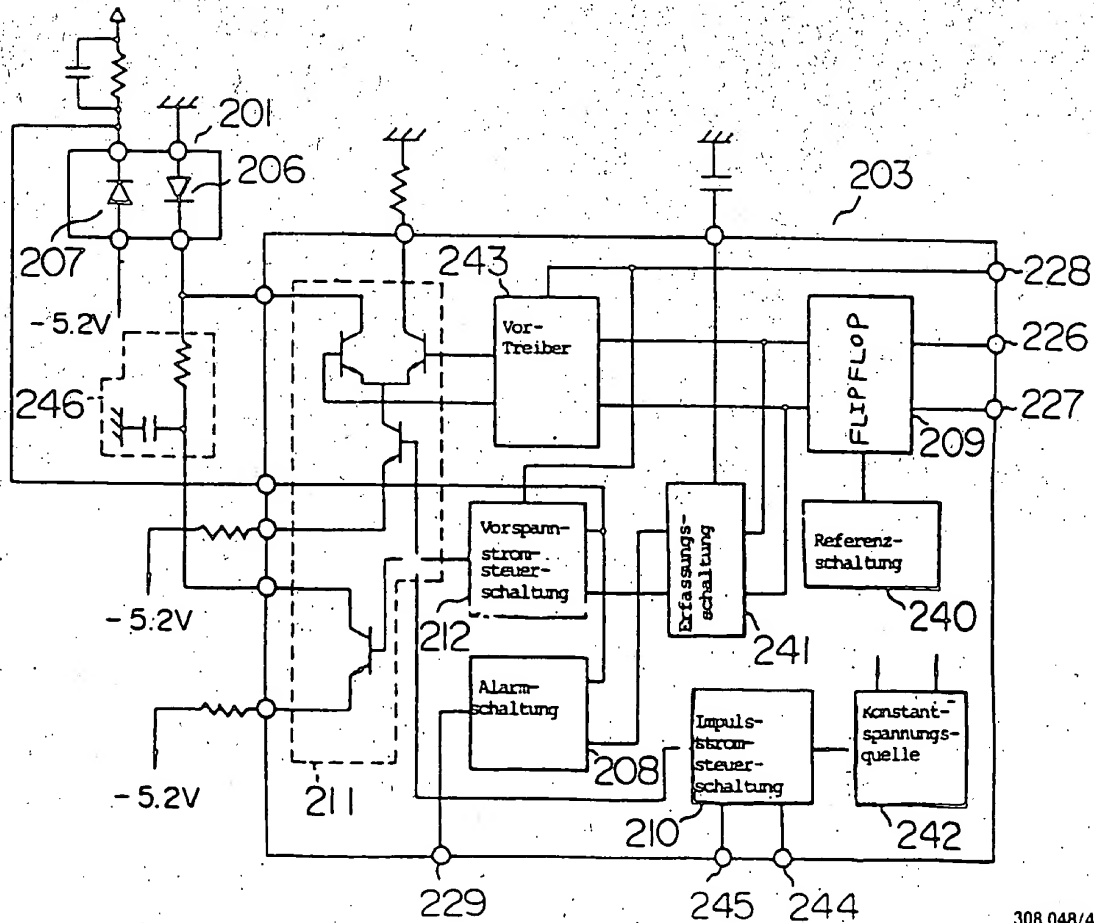 201
206
203
207
243
228
-5.2V
Vor-
Treiber
FLIPFLOP
226
246
227
209
Vorspann-
strom-
steuer-
schaltung
Erfassungs-
schaltung
Referenz-
schaltung
-5.2V
212
241
240
Alarm-
schaltung
Impuls-
strom-
steuer-
schaltung
Konstant-
spannungs-
quelle
-5.2V
211
208
210
242
229
245
244
308 048/4